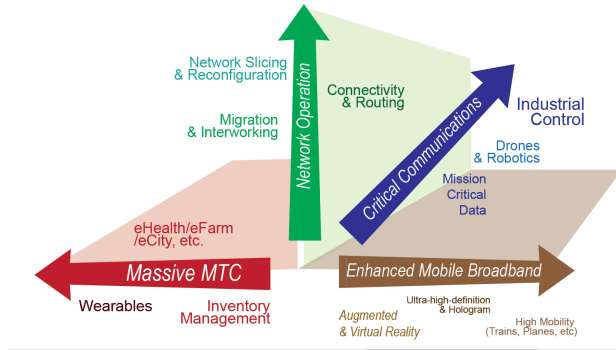 Network Slicing
& Reconfiguration
Migration
& Interworking
Network Operation
Connectivity
& Routing
Critical Communications
Industrial
Control
Drones
& Robotics
Mission
Critical
Data
eHealth/eFarm
/eCity, etc.
Massive MTC
Enhanced Mobile Broadband
Wearables
Inventory
Management
Augmented
& Virtual Reality
Ultra-high-definition
& Hologram
High Mobility
(Trains, Planes, etc)